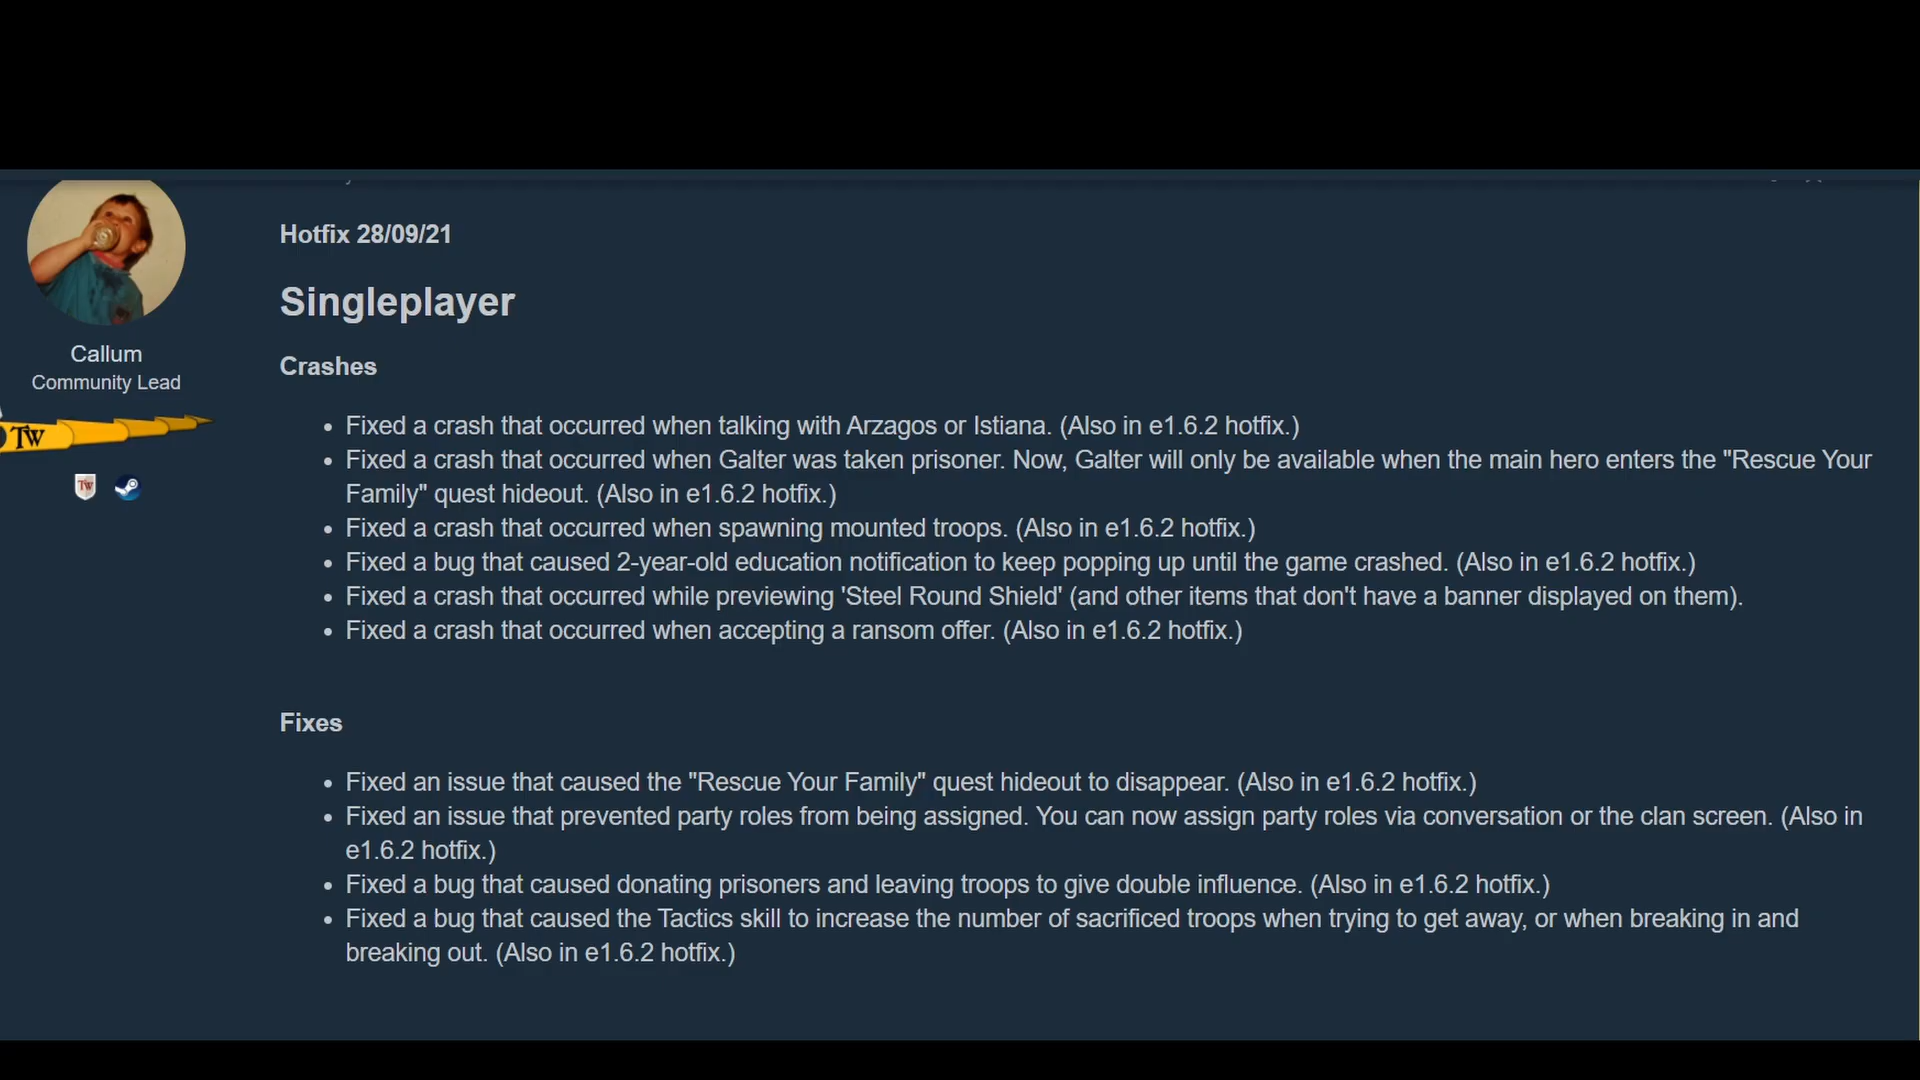 Hotfix 28/09/21
Singleplayer
Callum
Community Lead
TW
TW
Crashes
Fixed a crash that occurred when talking with Arzagos or Istiana. (Also in e1.6.2 hotfix.)
Fixed a crash that occurred when Galter was taken prisoner. Now, Galter will only be available when the main hero enters the "Rescue Your
Family" quest hideout. (Also in e1.6.2 hotfix.)
Fixed a crash that occurred when spawning mounted troops. (Also in e1.6.2 hotfix.)
Fixed a bug that caused 2-year-old education notification to keep popping up until the game crashed. (Also in e1.6.2 hotfix.)
Fixed a crash that occurred while previewing 'Steel Round Shield' (and other items that don't have a banner displayed on them).
Fixed a crash that occurred when accepting a ransom offer. (Also in e1.6.2 hotfix.)
Fixes
Fixed an issue that caused the "Rescue Your Family" quest hideout to disappear. (Also in e1.6.2 hotfix.)
Fixed an issue that prevented party roles from being assigned. You can now assign party roles via conversation or the clan screen. (Also in
e1.6.2 hotfix.)
Fixed a bug that caused donating prisoners and leaving troops to give double influence. (Also in e1.6.2 hotfix.)
Fixed a bug that caused the Tactics skill to increase the number of sacrificed troops when trying to get away, or when breaking in and
breaking out. (Also in e1.6.2 hotfix.)